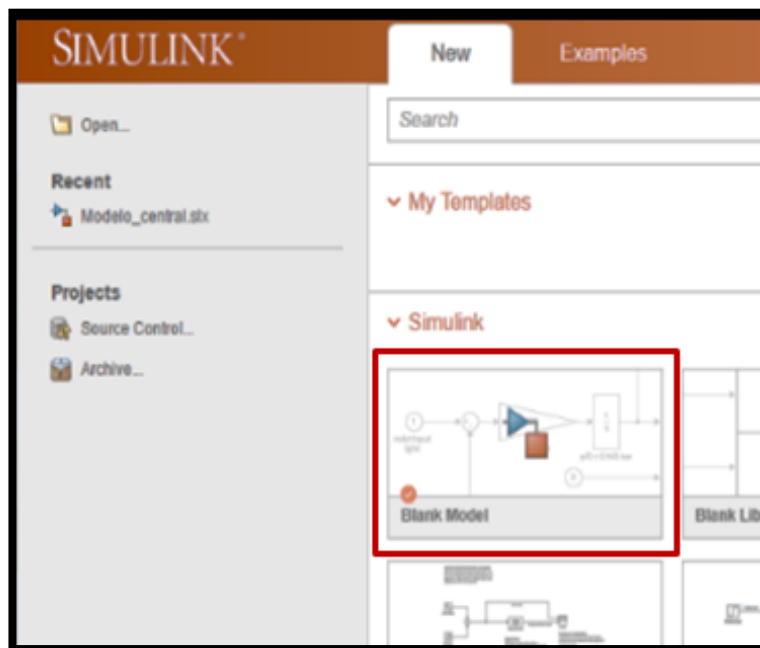 SIMULINK®
New
Examples
Open...
Search
Recent
Modelo_central.slx
My Templates
Projects
Source Control...
Simulink
Archive...
Blank Model
Blank Lib